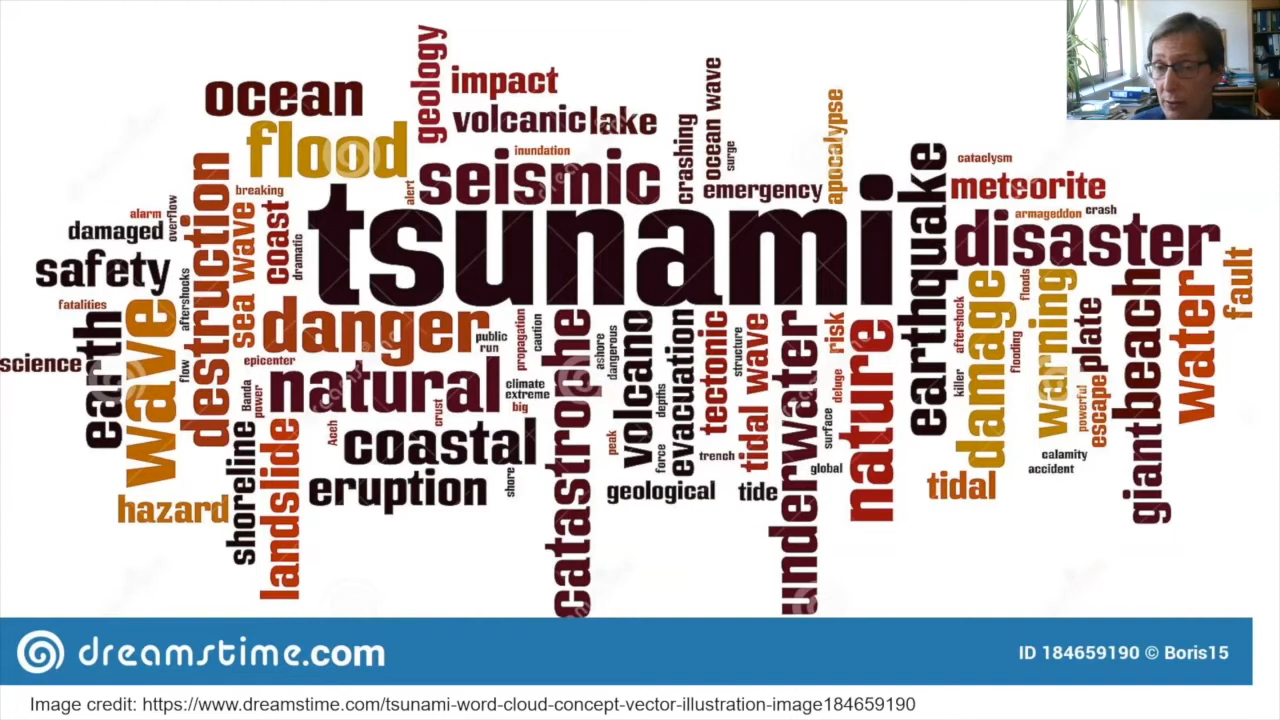 geology
impact
ocean
volcanic lake
flood
inundation
seismic
crashing
ocean wave
surge
apocalypse
emergency
alert
breaking
tsunami
earthquake
cataclysm
meteorite
armageddon
crash
disaster
alarm
overflow
damaged
safety
fatalities
aftershocks
destruction
sea wave
coast
dramatic
danger
public
run
propagation
caution
science
earth
wave
flow
epicenter
Banda
power
natural
crust
climate
extreme
big
Aceh
coastal
eruption
shore
hazard
shoreline
landslide
catastrophe
ashore
dangerous
peak
volcano
depths
force
evacuation
geological
tectonic
structure
trench
tidal wave
tide
underwater
risk
deluge
surface
global
nature
aftershock
killer
damage
floods
flooding
warning
plate
powerful
escape
calamity
accident
tidal
giant
beach
water
fault
dreamstime.com
ID 184659190 © Boris15
Image credit: https://www.dreamstime.com/tsunami-word-cloud-concept-vector-illustration-image184659190